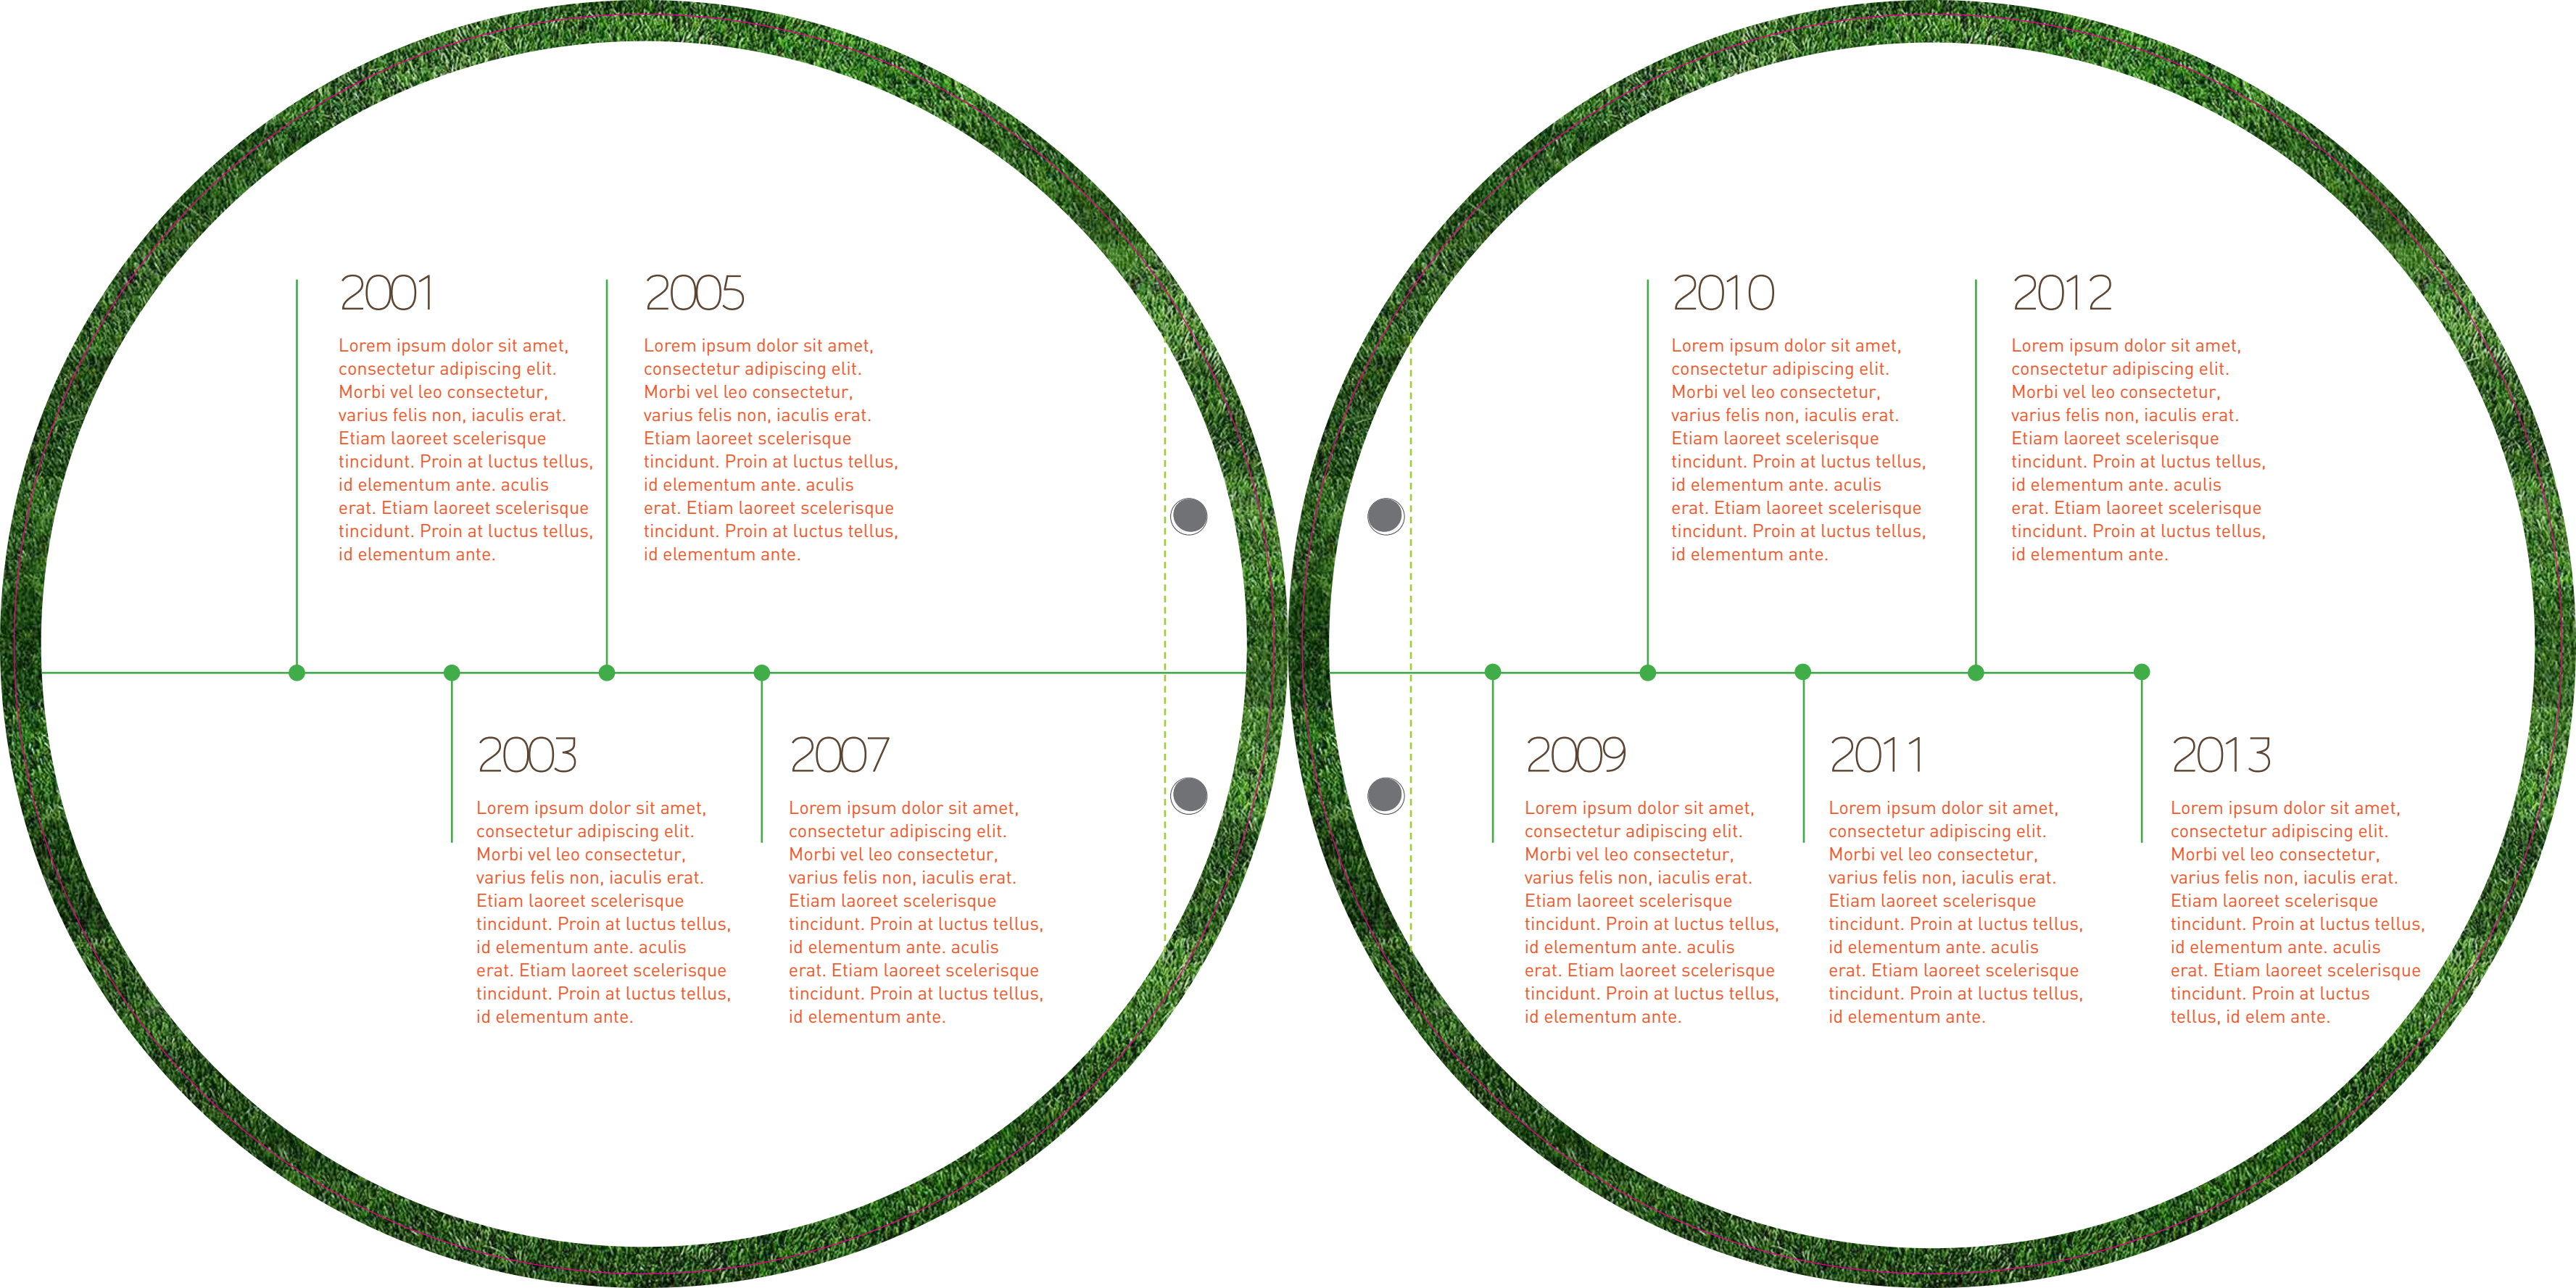 2001
Lorem ipsum dolor sit amet,
consectetur adipiscing elit.
Morbi vel leo consectetur,
varius felis non, iaculis erat.
Etiam laoreet scelerisque
tincidunt. Proin at luctus tellus,
id elementum ante. aculis
erat. Etiam laoreet scelerisque
tincidunt. Proin at luctus tellus,
id elementum ante.
2005
Lorem ipsum dolor sit amet,
consectetur adipiscing elit.
Morbi vel leo consectetur,
varius felis non, iaculis erat.
Etiam laoreet scelerisque
tincidunt. Proin at luctus tellus,
id elementum ante. aculis
erat. Etiam laoreet scelerisque
tincidunt. Proin at luctus tellus,
id elementum ante.
2003
Lorem ipsum dolor sit amet,
consectetur adipiscing elit.
Morbi vel leo consectetur,
varius felis non, iaculis erat.
Etiam laoreet scelerisque
tincidunt. Proin at luctus tellus,
id elementum ante. aculis
erat. Etiam laoreet scelerisque
tincidunt. Proin at luctus tellus,
id elementum ante.
2007
Lorem ipsum dolor sit amet,
consectetur adipiscing elit.
Morbi vel leo consectetur,
varius felis non, iaculis erat.
Etiam laoreet scelerisque
tincidunt. Proin at luctus tellus,
id elementum ante. aculis
erat. Etiam laoreet scelerisque
tincidunt. Proin at luctus tellus,
id elementum ante.
2010
Lorem ipsum dolor sit amet,
consectetur adipiscing elit.
Morbi vel leo consectetur,
varius felis non, iaculis erat.
Etiam laoreet scelerisque
tincidunt. Proin at luctus tellus,
id elementum ante. aculis
erat. Etiam laoreet scelerisque
tincidunt. Proin at luctus tellus,
id elementum ante.
2012
Lorem ipsum dolor sit amet,
consectetur adipiscing elit.
Morbi vel leo consectetur,
varius felis non, iaculis erat.
Etiam laoreet scelerisque
tincidunt. Proin at luctus tellus,
id elementum ante. aculis
erat. Etiam laoreet scelerisque
tincidunt. Proin at luctus tellus,
id elementum ante.
2009
Lorem ipsum dolor sit amet,
consectetur adipiscing elit.
Morbi vel leo consectetur,
varius felis non, iaculis erat.
Etiam laoreet scelerisque
tincidunt. Proin at luctus tellus,
id elementum ante. aculis
erat. Etiam laoreet scelerisque
tincidunt. Proin at luctus tellus,
id elementum ante.
2011
Lorem ipsum dolor sit amet,
consectetur adipiscing elit.
Morbi vel leo consectetur,
varius felis non, iaculis erat.
Etiam laoreet scelerisque
tincidunt. Proin at luctus tellus,
id elementum ante. aculis
erat. Etiam laoreet scelerisque
tincidunt. Proin at luctus tellus,
id elementum ante.
2013
Lorem ipsum dolor sit amet,
consectetur adipiscing elit.
Morbi vel leo consectetur,
varius felis non, iaculis erat.
Etiam laoreet scelerisque
tincidunt. Proin at luctus tellus,
id elementum ante. aculis
erat. Etiam laoreet scelerisque
tincidunt. Proin at luctus
tellus, id elem ante.